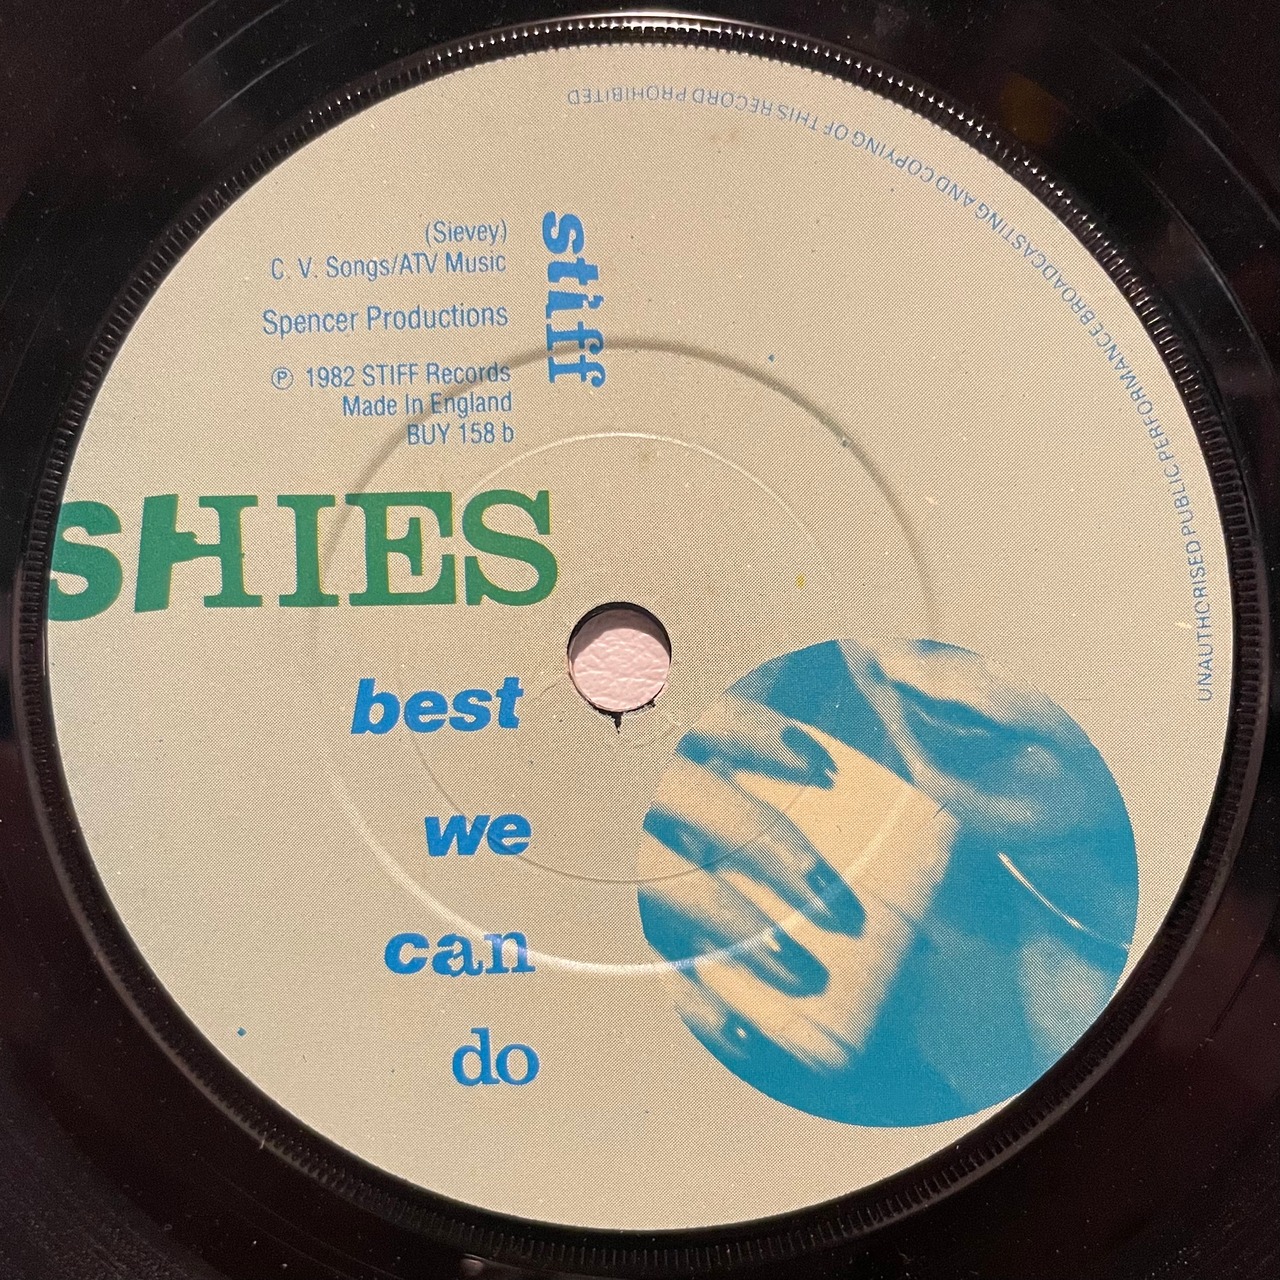 UNAUTHORISED PUBLIC PERFORMANCE BROADCASTING AND COPYING OF THIS RECORD PROHIBITED
stiff
(Sievey)
C. V. Songs/ATV Music
Spencer Productions
Ⓟ 1982 STIFF Records
Made In England
BUY 158 b
SHIES
best
we
can
do